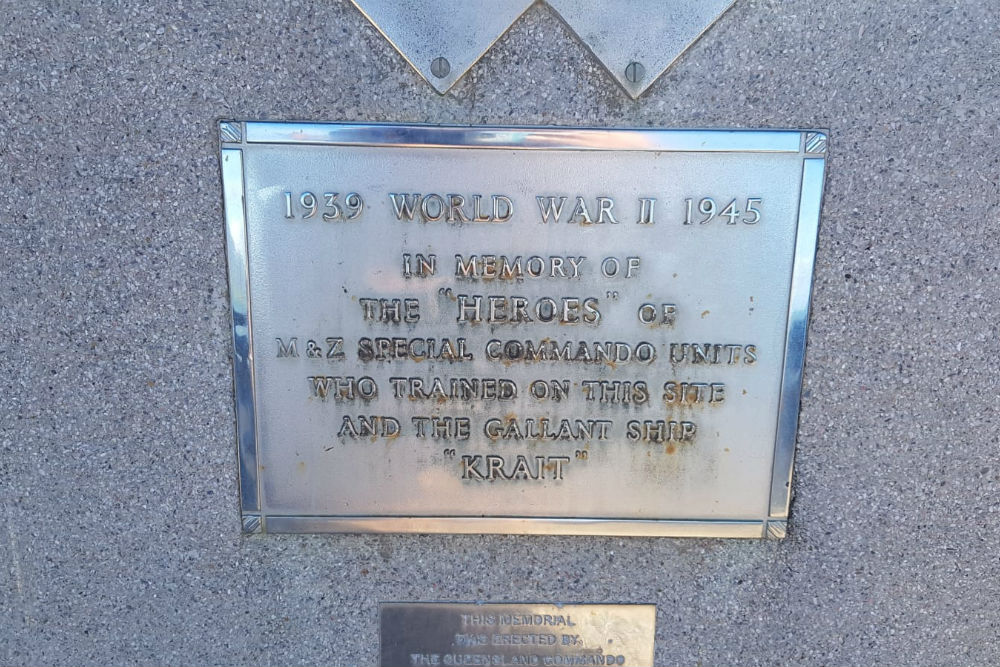 1939 WORLD WAR II 1945
IN MEMORY OF
THE "HEROES" OF
M&Z SPECIAL COMMANDO UNITS
WHO TRAINED ON THIS SITE
AND THE GALLANT SHIP
"KRAIT"
THIS MEMORIAL
WAS ERECTED BY
THE QUEENSLAND COMMANDO